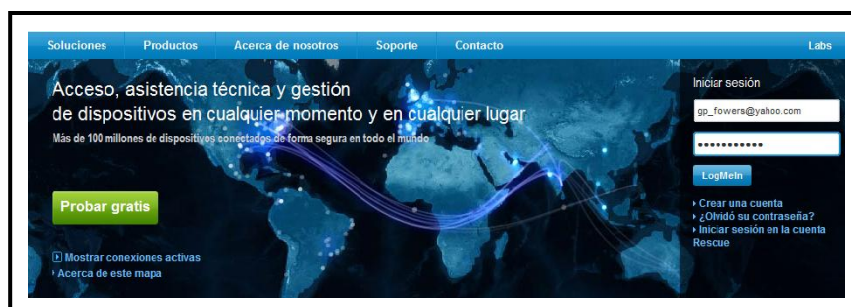 Soluciones Productos Acerca de nosotros Soporte Contacto Labs
Acceso, asistencia técnica y gestión
de dispositivos en cualquier momento y en cualquier lugar
Más de 100 millones de dispositivos conectados de forma segura en todo el mundo
Probar gratis
Mostrar conexiones activas
Acerca de este mapa
Iniciar sesión
gp_fowers@yahoo.com
•••••••••••
LogMeIn
Crear una cuenta
¿Olvidó su contraseña?
Iniciar sesión en la cuenta
Rescue